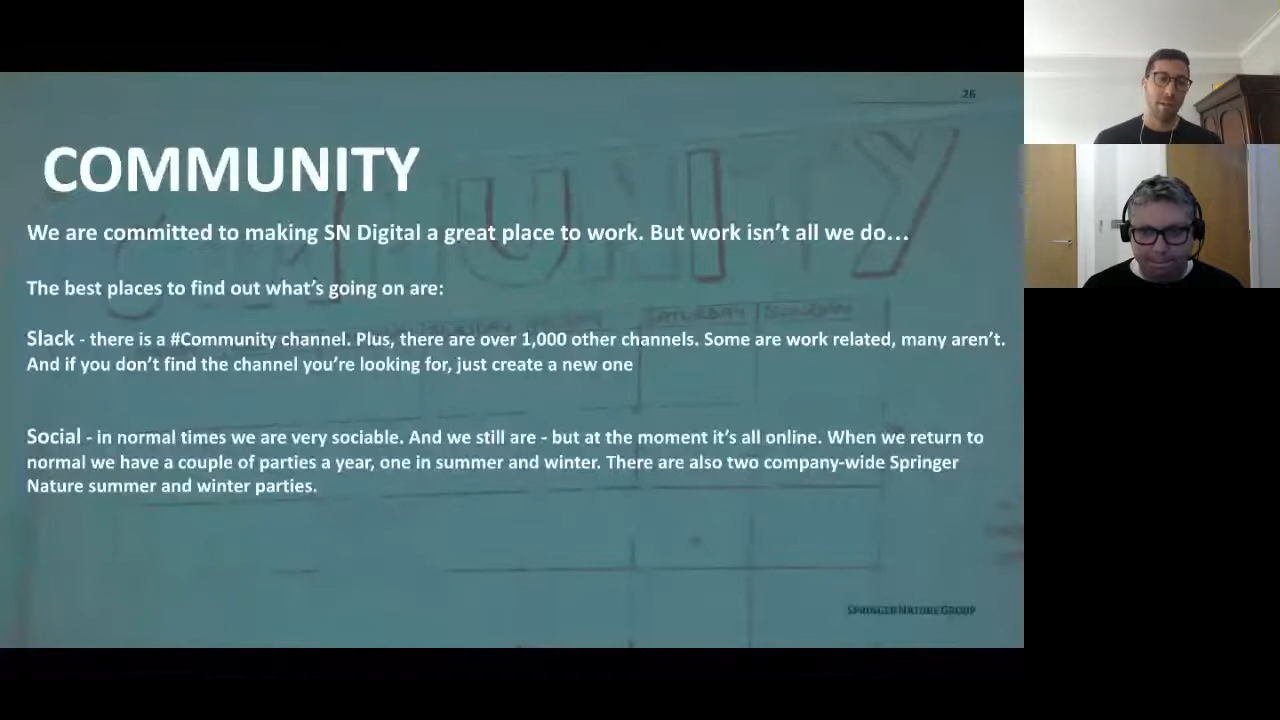 26
COMMUNITY
We are committed to making SN Digital a great place to work. But work isn't all we do...
The best places to find out what's going on are:
Slack - there is a #Community channel. Plus, there are over 1,000 other channels. Some are work related, many aren't.
And if you don't find the channel you're looking for, just create a new one
Social - in normal times we are very sociable. And we still are - but at the moment it's all online. When we return to
normal we have a couple of parties a year, one in summer and winter. There are also two company-wide Springer
Nature summer and winter parties.
SATURDAY SUNDAY
SPRINGER NATURE GROUP